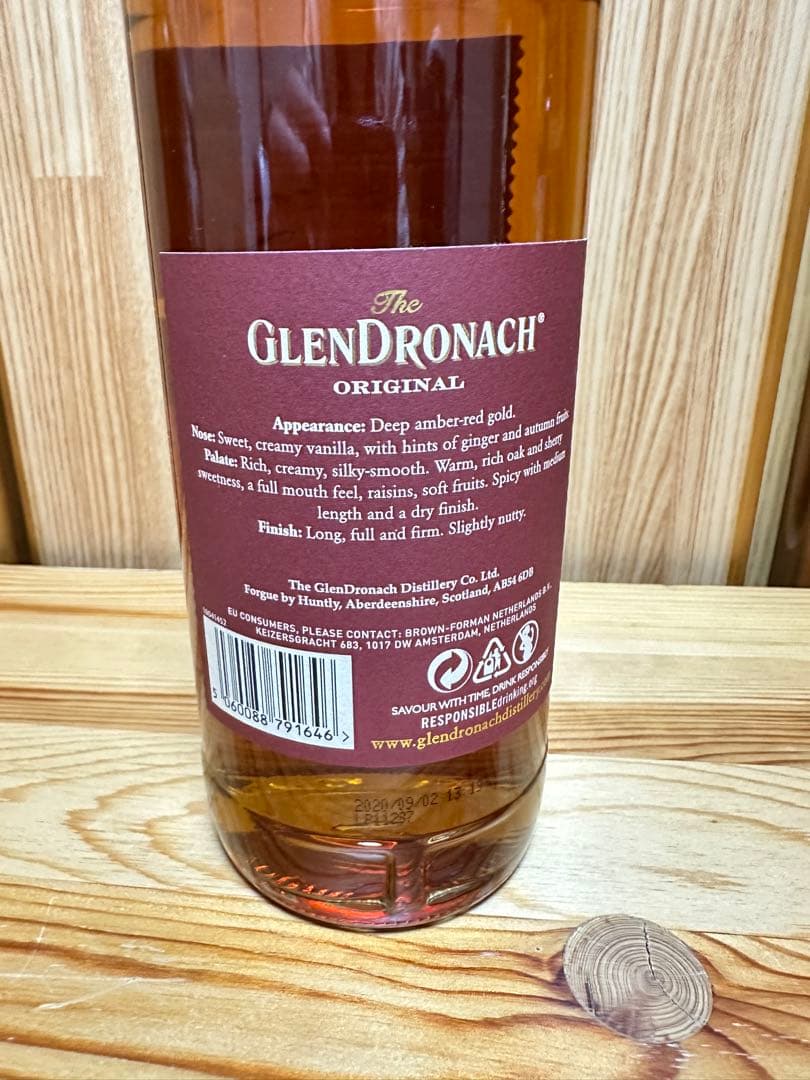 The
GLENDRONACH®
ORIGINAL
Appearance: Deep amber-red gold.
Nose: Sweet, creamy vanilla, with hints of ginger and autumn fruits.
Palate: Rich, creamy, silky-smooth. Warm, rich oak and sherry
sweetness, a full mouth feel, raisins, soft fruits. Spicy with medium
length and a dry finish.
Finish: Long, full and firm. Slightly nutty.
The GlenDronach Distillery Co. Ltd.
Forgue by Huntly, Aberdeenshire, Scotland, AB54 6DB
EU CONSUMERS, PLEASE CONTACT: BROWN-FORMAN NETHERLANDS B.V.,
KEIZERSGRACHT 683, 1017 DW AMSTERDAM, NETHERLANDS
5 060088 791646 >
SAVOUR WITH TIME. DRINK RESPONSIBLY
RESPONSIBLEdrinking.org
www.glendronachdistillery.com
2020/09/02 13 19
LP11287